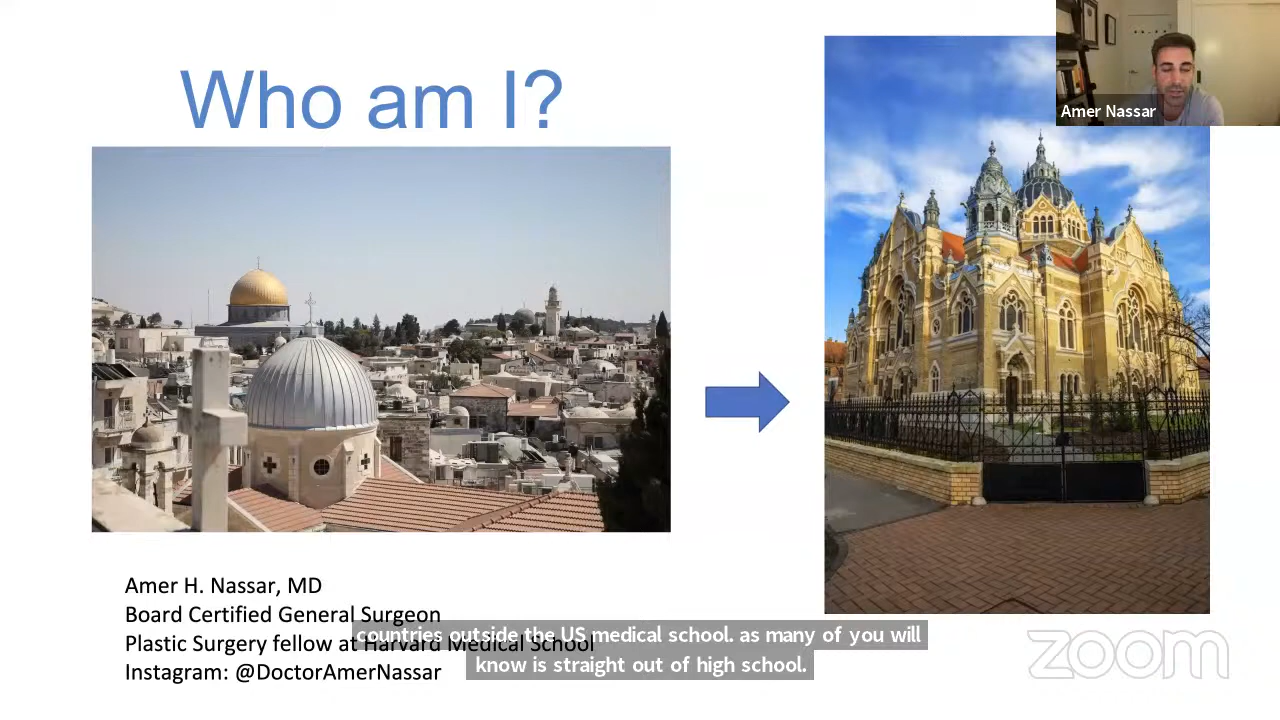 Who am I?
Amer Nassar
Amer H. Nassar, MD
Board Certified General Surgeon
Plastic Surgery fellow at Harvard Medical School
Instagram: @DoctorAmerNassar
countries outside the US medical school. as many of you will
know is straight out of high school.
zoom